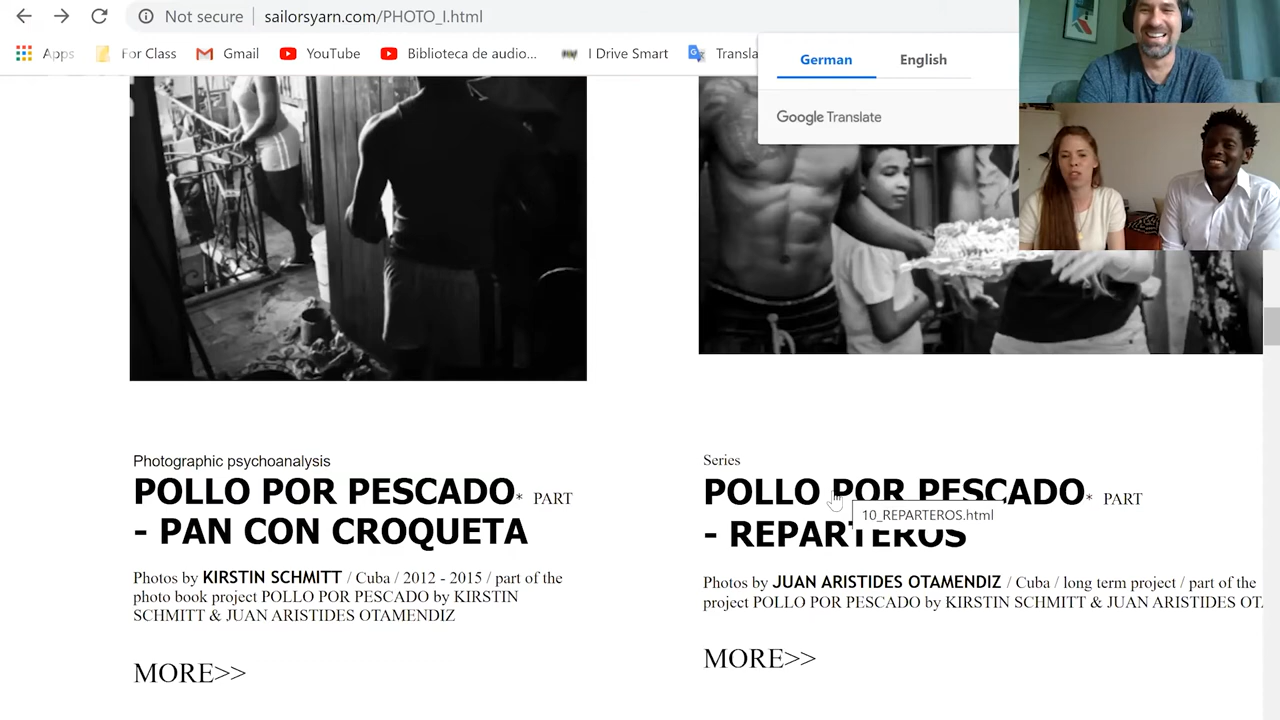 Not secure
sailorsyarn.com/PHOTO_I.html
Apps
For Class
Gmail
YouTube
Biblioteca de audio...
I Drive Smart
Transla
German
English
Google Translate
Photographic psychoanalysis
POLLO POR PESCADO* PART
- PAN CON CROQUETA
Photos by KIRSTIN SCHMITT / Cuba / 2012 - 2015 / part of the
photo book project POLLO POR PESCADO by KIRSTIN
SCHMITT & JUAN ARISTIDES OTAMENDIZ
MORE>>
Series
POLLO POR PESCADO* PART
10_REPARTEROS.html
- REPARTEROS
Photos by JUAN ARISTIDES OTAMENDIZ / Cuba / long term project / part of the
project POLLO POR PESCADO by KIRSTIN SCHMITT & JUAN ARISTIDES OT
MORE>>